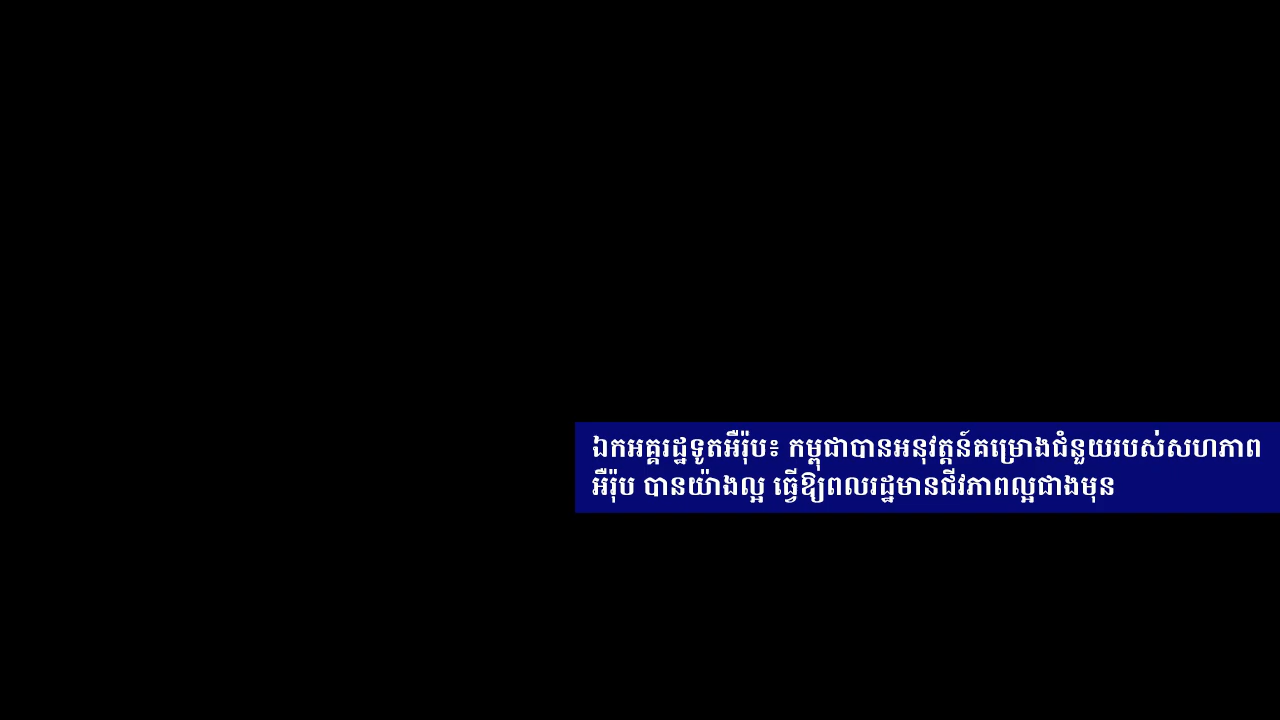 ឯកអគ្គរដ្ឋទូតអឺរ៉ុប៖ កម្ពុជាបានអនុវត្តន៍គម្រោងជំនួយរបស់សហភាព
អឺរ៉ុប បានយ៉ាងល្អ ធ្វើឱ្យពលរដ្ឋមានជីវភាពល្អជាងមុន